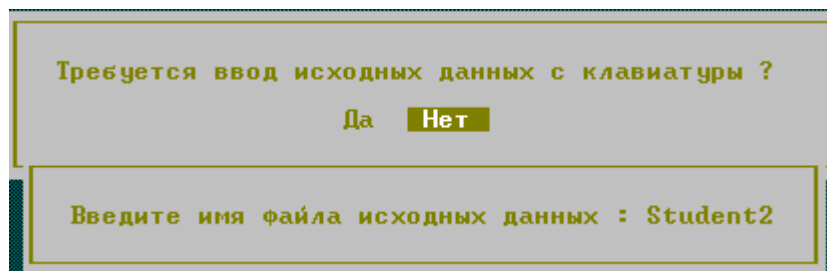 Требуется ввод исходных данных с клавиатуры ?
Да Нет
Введите имя файла исходных данных : Student2